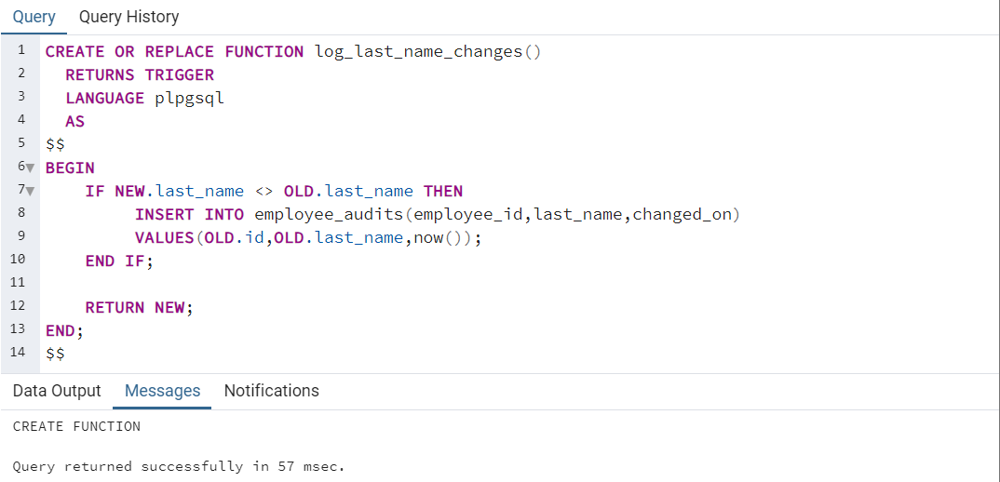 Query Query History
1 CREATE OR REPLACE FUNCTION log_last_name_changes()
2   RETURNS TRIGGER
3   LANGUAGE plpgsql
4   AS
5 $$
6 BEGIN
7     IF NEW.last_name <> OLD.last_name THEN
8          INSERT INTO employee_audits(employee_id,last_name,changed_on)
9          VALUES(OLD.id,OLD.last_name,now());
10     END IF;
11
12     RETURN NEW;
13 END;
14 $$
Data Output Messages Notifications
CREATE FUNCTION
Query returned successfully in 57 msec.